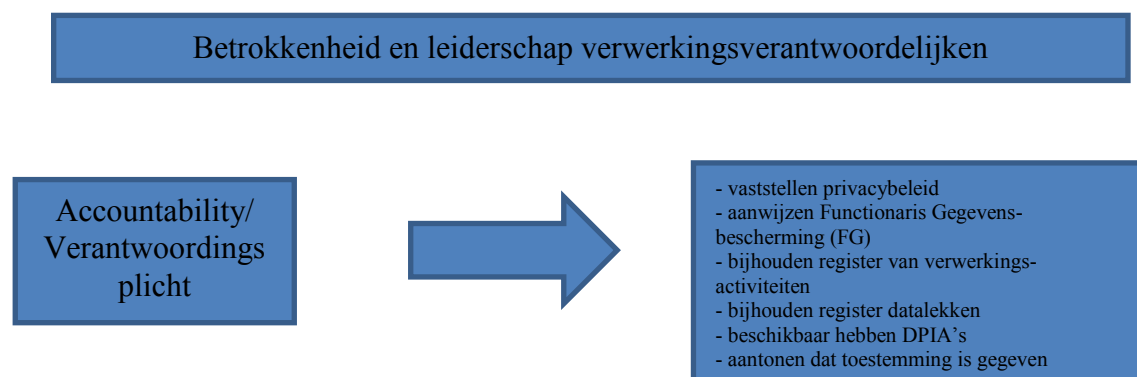 Betrokkenheid en leiderschap verwerkingsverantwoordelijken
Accountability/
Verantwoordings
plicht
- vaststellen privacybeleid
- aanwijzen Functionaris Gegevens-
bescherming (FG)
- bijhouden register van verwerkings-
activiteiten
- bijhouden register datalekken
- beschikbaar hebben DPIA’s
- aantonen dat toestemming is gegeven